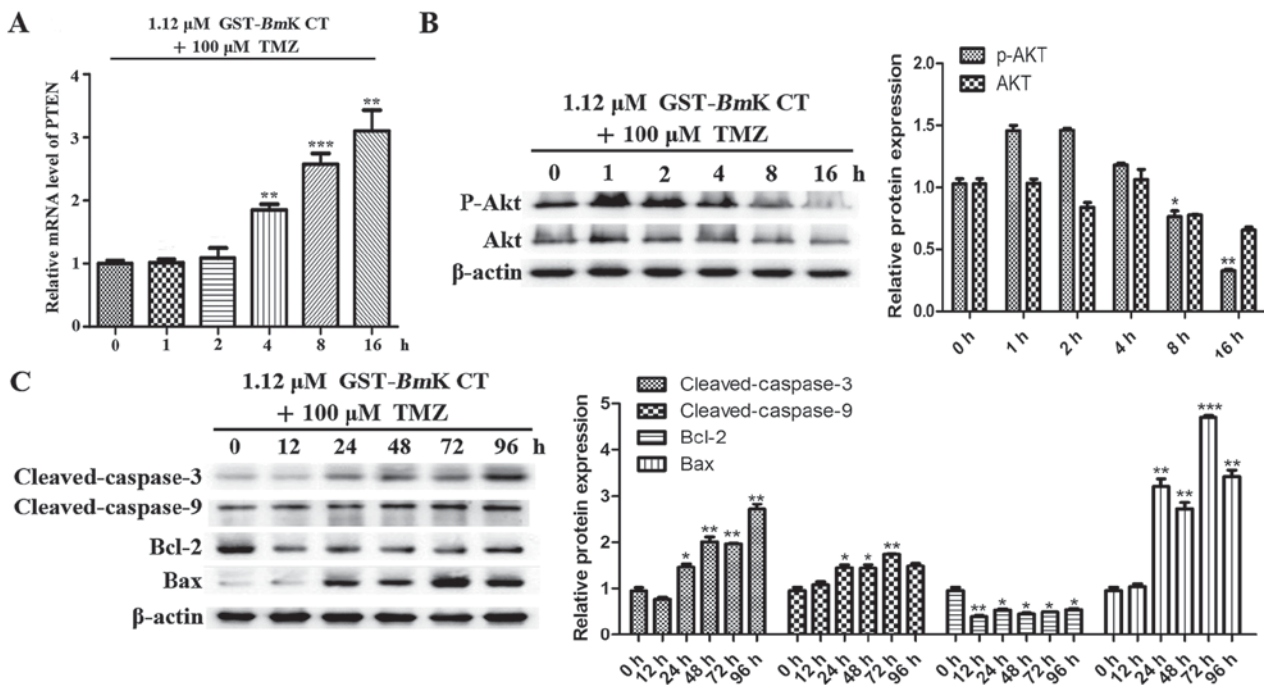 A
1.12 μM GST-BmK CT
+ 100 μM TMZ
Relative mRNA level of PTEN
4
3
2
1
0
**
***
**
0 1 2 4 8 16 h
B
1.12 μM GST-BmK CT
+ 100 μM TMZ
0 1 2 4 8 16 h
P-Akt
Akt
β-actin
p-AKT
AKT
Relative protein expression
2.0
1.5
1.0
0.5
0.0
*
**
0 h 1 h 2 h 4 h 8 h 16 h
C
1.12 μM GST-BmK CT
+ 100 μM TMZ
0 12 24 48 72 96 h
Cleaved-caspase-3
Cleaved-caspase-9
Bcl-2
Bax
β-actin
Cleaved-caspase-3
Cleaved-caspase-9
Bcl-2
Bax
Relative protein expression
5
4
3
2
1
0
* ** ** **
* * **
** * * * *
** ** *** **
0 h 12 h 24 h 48 h 72 h 96 h 0 h 12 h 24 h 48 h 72 h 96 h 0 h 12 h 24 h 48 h 72 h 96 h 0 h 12 h 24 h 48 h 72 h 96 h